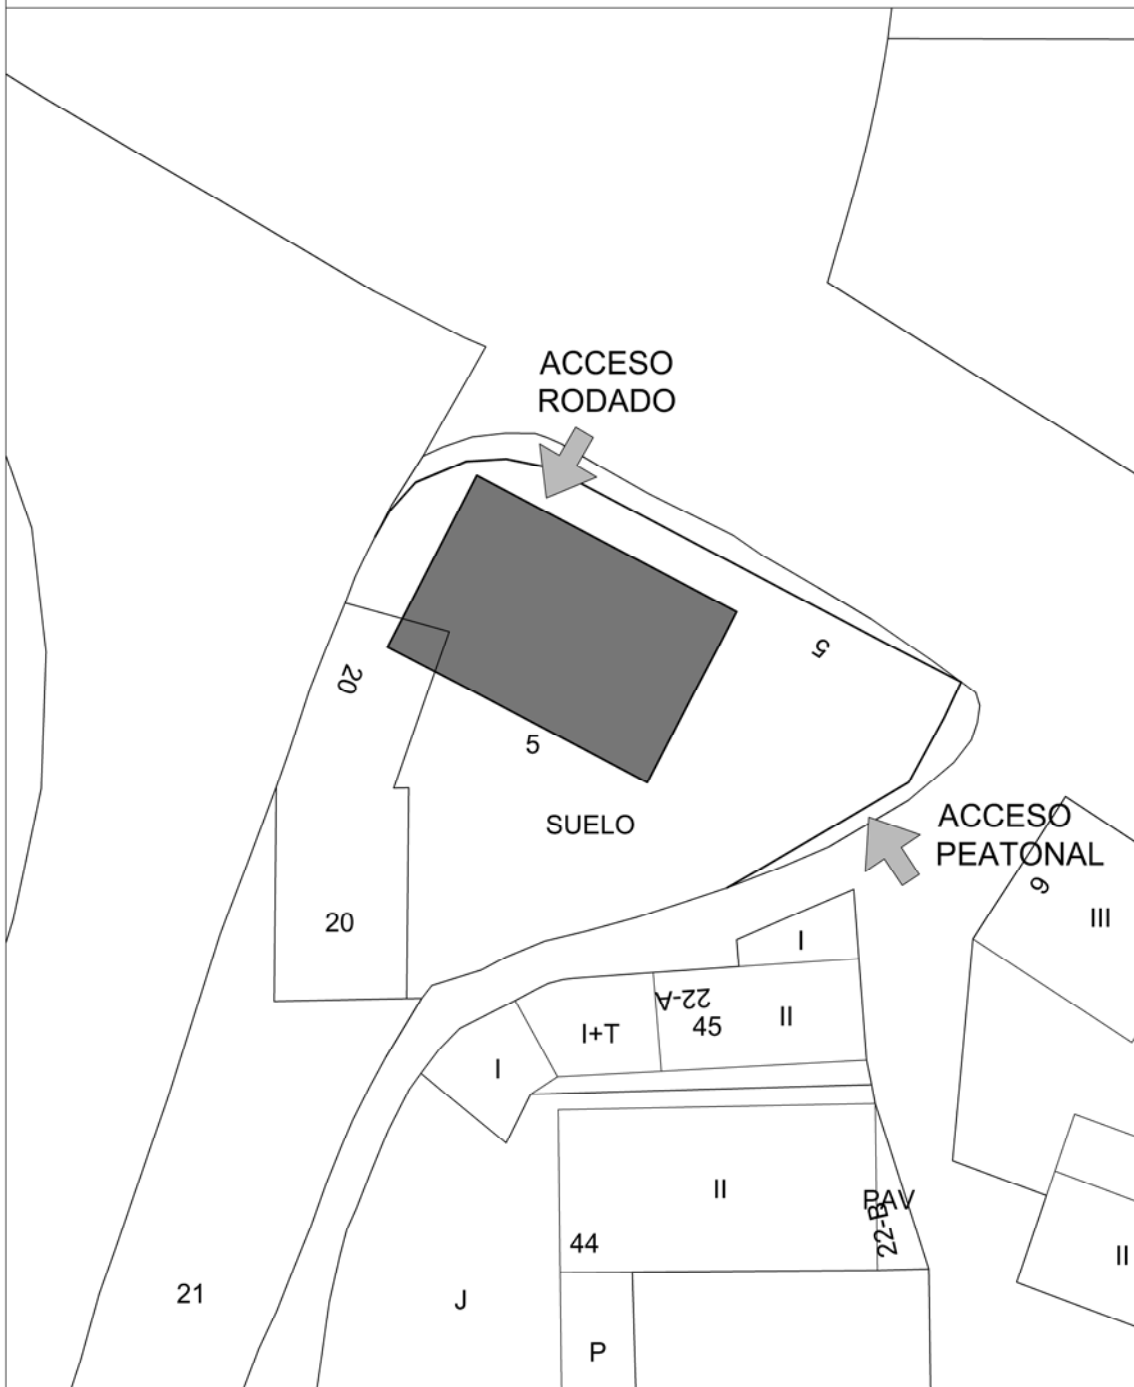 ACCESO
RODADO
5
20
5
SUELO
ACCESO
PEATONAL
6
III
20
I
22-A
45
II
I+T
I
II
PAV
22-B
44
II
21
J
P